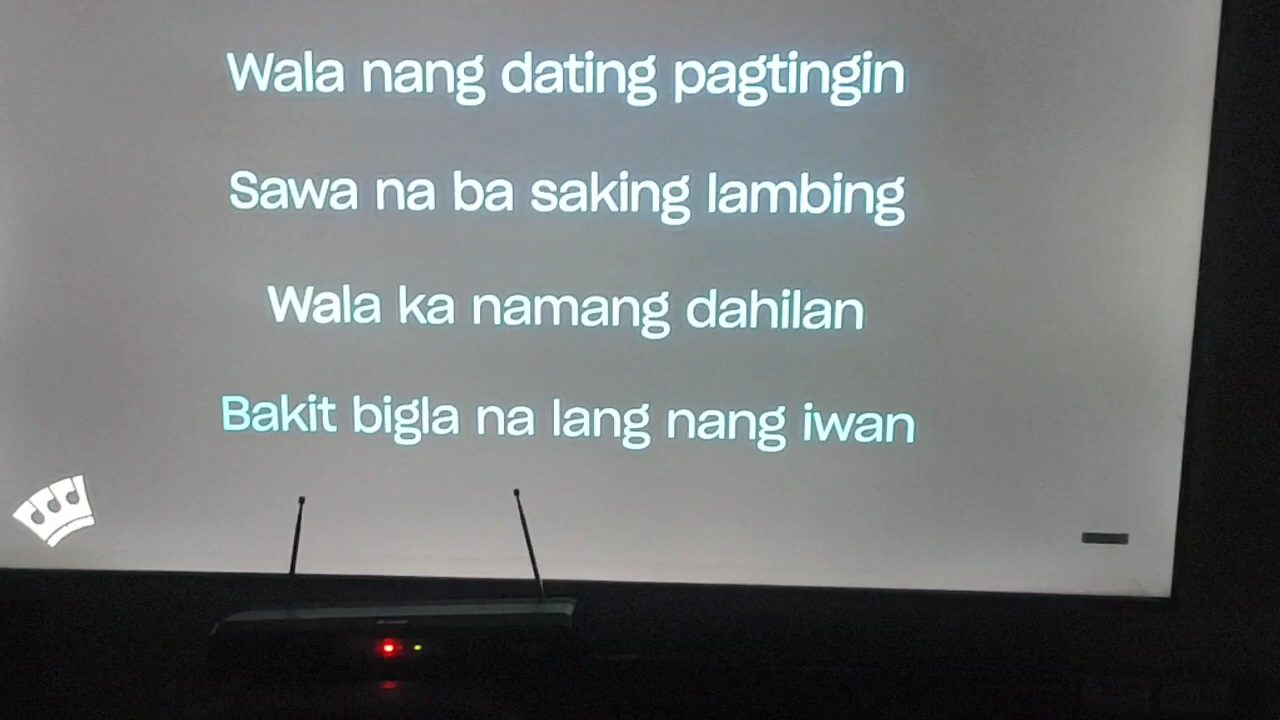 Wala nang dating pagtingin
Sawa na ba saking lambing
Wala ka namang dahilan
Bakit bigla na lang nang iwan